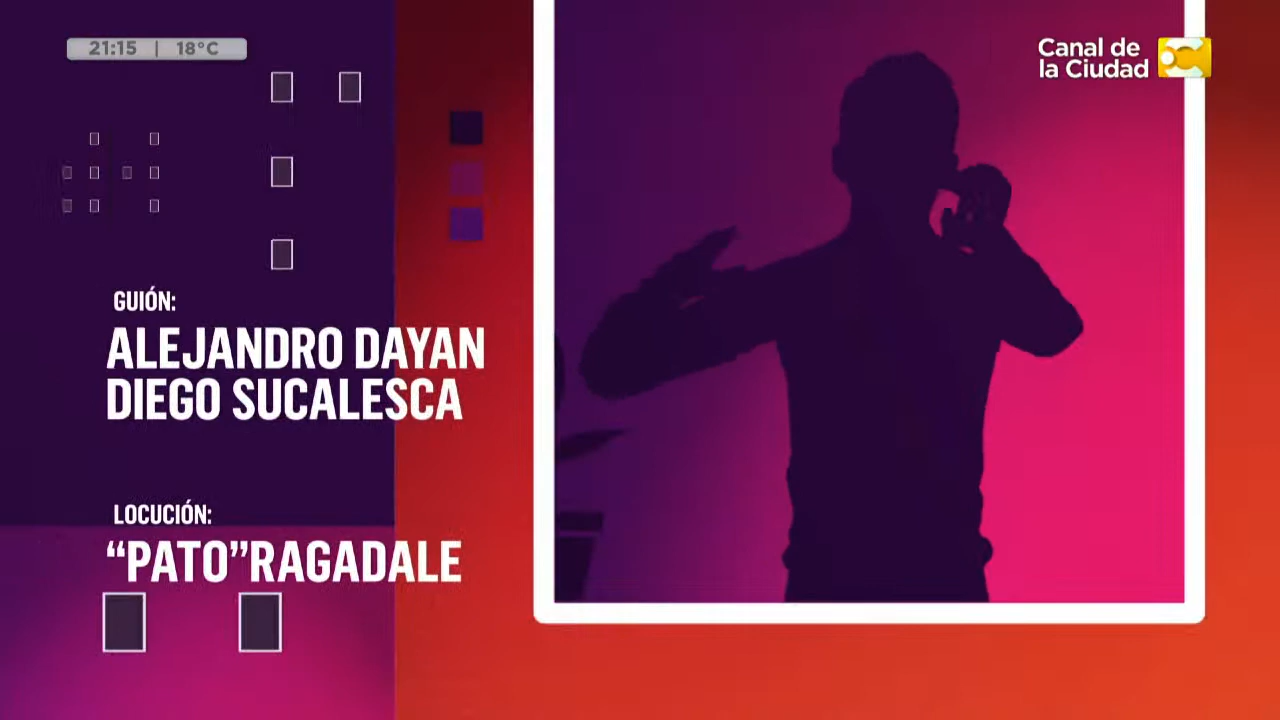 21:15 | 18°C
Canal de
la Ciudad
GUIÓN:
ALEJANDRO DAYAN
DIEGO SUCALESCA
LOCUCIÓN:
“PATO”RAGADALE